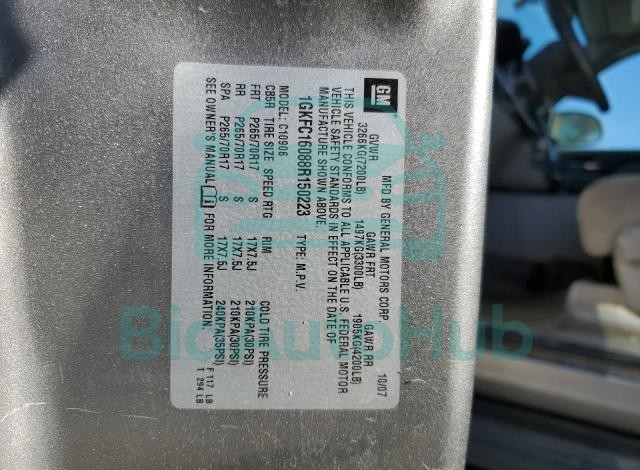 GM
MFD BY GENERAL MOTORS CORP 10/07
GVWR GAWR FRT. GAWR RR
3266KG(7200LB) 1497KG(3300LB) 1905KG(4200LB)
THIS VEHICLE CONFORMS TO ALL APPLICABLE U.S. FEDERAL MOTOR
VEHICLE SAFETY STANDARDS IN EFFECT ON THE DATE OF
MANUFACTURE SHOWN ABOVE.
1GKFC16088R150223 TYPE: M.P.V.
MODEL: C10906
CB5R TIRE SIZE SPEED RTG RIM COLD TIRE PRESSURE
FRT P265/70R17 S 17X7.5J 210KPA(30PSI)
RR P265/70R17 S 17X7.5J 210KPA(30PSI)
SPA P265/70R17 S 17X7.5J 240KPA(35PSI)
SEE OWNER'S MANUAL i FOR MORE INFORMATION.
F 117 LB
T 294 LB
BidAutoHub